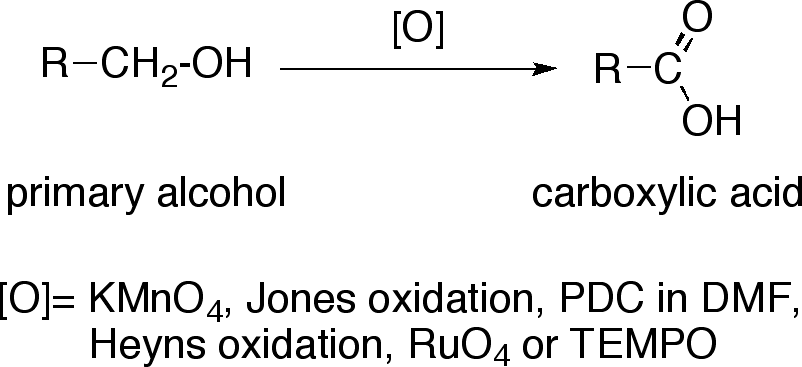 [O]
R-CH₂-OH
R-C
O
OH
primary alcohol
carboxylic acid
[O]= KMnO₄, Jones oxidation, PDC in DMF,
Heyns oxidation, RuO₄ or TEMPO